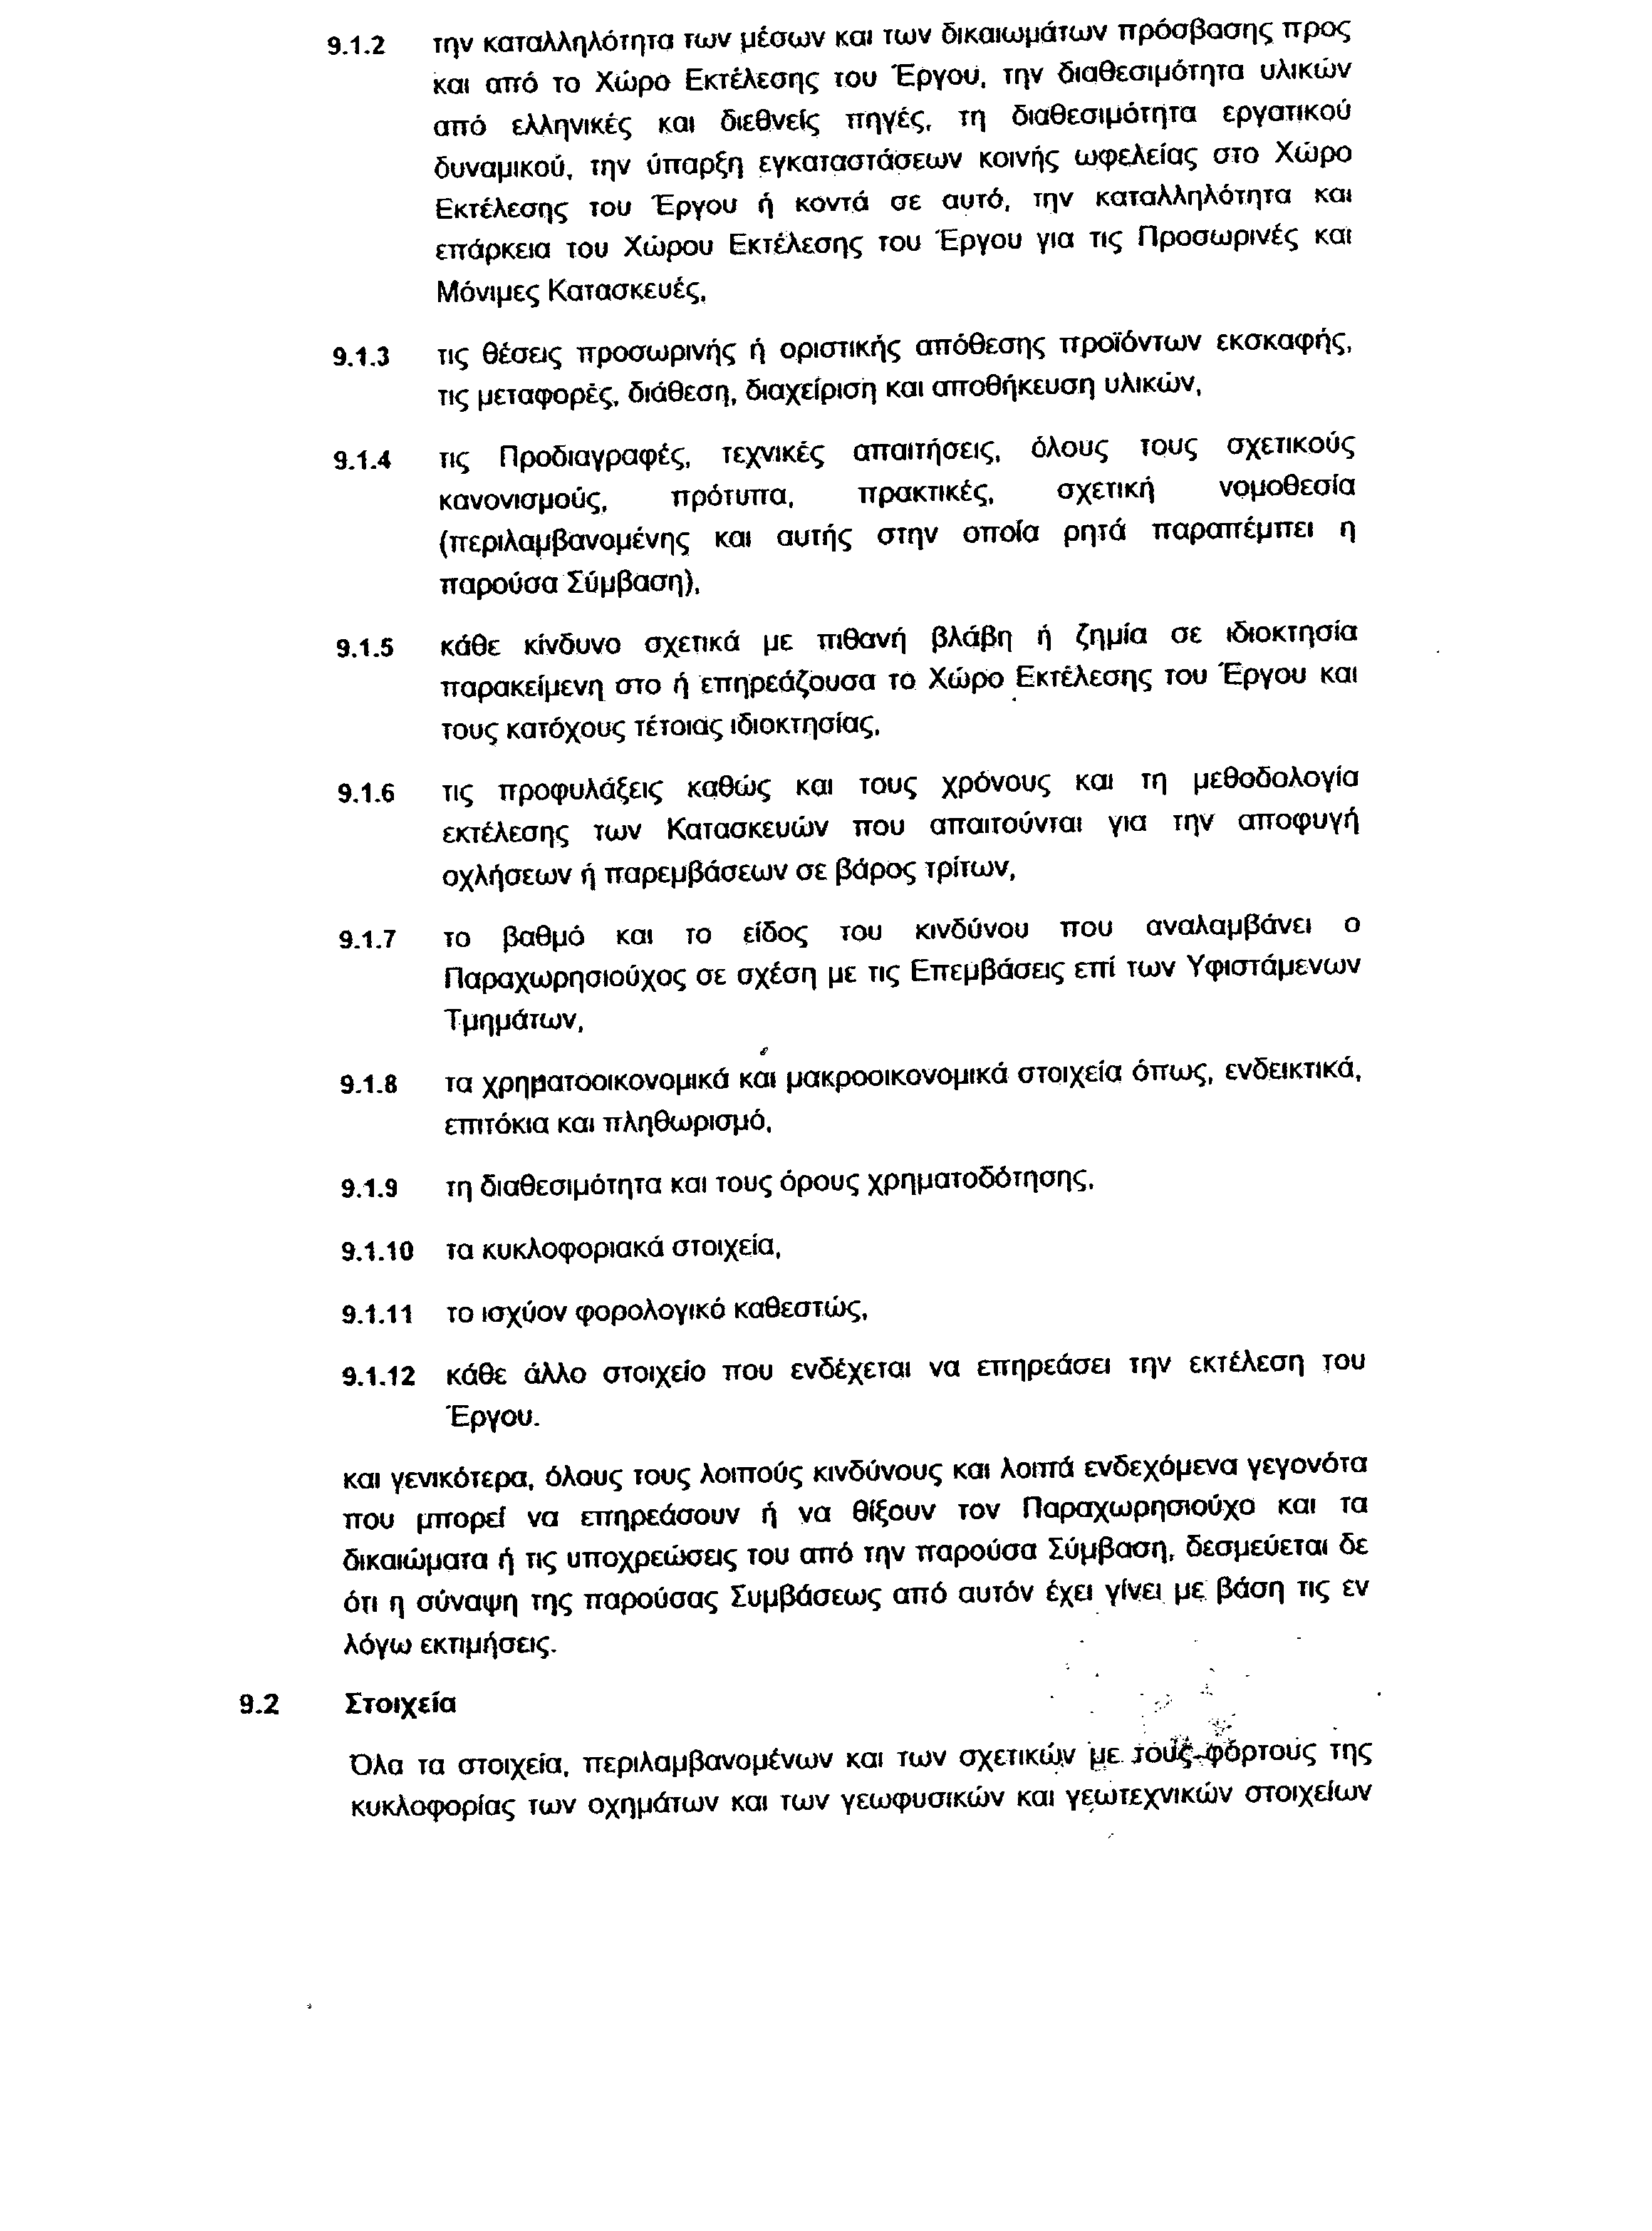 9.1.2 την καταλληλότητα των μέσων και των δικαιωμάτων πρόσβασης προς
και από το Χώρο Εκτέλεσης του Έργου, την διαθεσιμότητα υλικών
από ελληνικές και διεθνείς πηγές, τη διαθεσιμότητα εργατικού
δυναμικού, την ύπαρξη εγκαταστάσεων κοινής ωφελείας στο Χώρο
Εκτέλεσης του Έργου ή κοντά σε αυτό, την καταλληλότητα και
επάρκεια του Χώρου Εκτέλεσης του Έργου για τις Προσωρινές και
Μόνιμες Κατασκευές,
9.1.3 τις θέσεις προσωρινής ή οριστικής απόθεσης προϊόντων εκσκαφής,
τις μεταφορές, διάθεση, διαχείριση και αποθήκευση υλικών,
9.1.4 τις Προδιαγραφές, τεχνικές απαιτήσεις, όλους τους σχετικούς
κανονισμούς, πρότυπα, πρακτικές, σχετική νομοθεσία
(περιλαμβανομένης και αυτής στην οποία ρητά παραπέμπει η
παρούσα Σύμβαση),
9.1.5 κάθε κίνδυνο σχετικά με πιθανή βλάβη ή ζημία σε ιδιοκτησία
παρακείμενη στο ή επηρεάζουσα το Χώρο Εκτέλεσης του Έργου και
τους κατόχους τέτοιας ιδιοκτησίας,
9.1.6 τις προφυλάξεις καθώς και τους χρόνους και τη μεθοδολογία
εκτέλεσης των Κατασκευών που απαιτούνται για την αποφυγή
οχλήσεων ή παρεμβάσεων σε βάρος τρίτων,
9.1.7 το βαθμό και το είδος του κινδύνου που αναλαμβάνει ο
Παραχωρησιούχος σε σχέση με τις Επεμβάσεις επί των Υφιστάμενων
Τμημάτων,
9.1.8 τα χρηματοοικονομικά και μακροοικονομικά στοιχεία όπως, ενδεικτικά,
επιτόκια και πληθωρισμό,
9.1.9 τη διαθεσιμότητα και τους όρους χρηματοδότησης,
9.1.10 τα κυκλοφοριακά στοιχεία,
9.1.11 το ισχύον φορολογικό καθεστώς,
9.1.12 κάθε άλλο στοιχείο που ενδέχεται να επηρεάσει την εκτέλεση του
Έργου.
και γενικότερα, όλους τους λοιπούς κινδύνους και λοιπά ενδεχόμενα γεγονότα
που μπορεί να επηρεάσουν ή να θίξουν τον Παραχωρησιούχο και τα
δικαιώματα ή τις υποχρεώσεις του από την παρούσα Σύμβαση, δεσμεύεται δε
ότι η σύναψη της παρούσας Συμβάσεως από αυτόν έχει γίνει με βάση τις εν
λόγω εκτιμήσεις.
9.2 Στοιχεία
Όλα τα στοιχεία, περιλαμβανομένων και των σχετικών με τους φόρτους της
κυκλοφορίας των οχημάτων και των γεωφυσικών και γεωτεχνικών στοιχείων